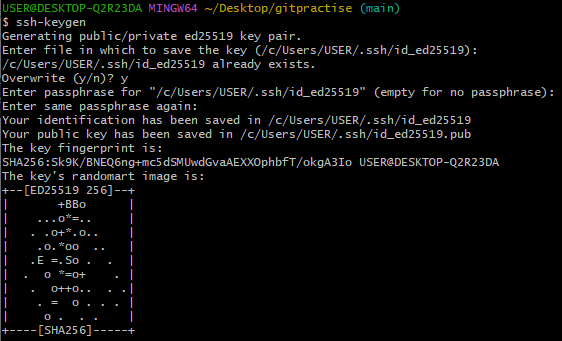 USER@DESKTOP-Q2R23DA MINGW64 ~/Desktop/gitpractise (main)
$ ssh-keygen
Generating public/private ed25519 key pair.
Enter file in which to save the key (/c/Users/USER/.ssh/id_ed25519):
/c/Users/USER/.ssh/id_ed25519 already exists.
Overwrite (y/n)? y
Enter passphrase for "/c/Users/USER/.ssh/id_ed25519" (empty for no passphrase):
Enter same passphrase again:
Your identification has been saved in /c/Users/USER/.ssh/id_ed25519
Your public key has been saved in /c/Users/USER/.ssh/id_ed25519.pub
The key fingerprint is:
SHA256:Sk9K/BNEQ6ng+mc5dSMUwdGvaAEXXOphbfT/okgA3Io USER@DESKTOP-Q2R23DA
The key's randomart image is:
+--[ED25519 256]--+
|       +BBo      |
|    ...o*=..     |
|   . .o+*.o..    |
|    .o.*oo  ..   |
|   .E =.So .  .  |
|  .  o *=o+    . |
|   .  o++o..  . .|
|    . =  o . . . |
|     o .  . .    |
+----[SHA256]-----+